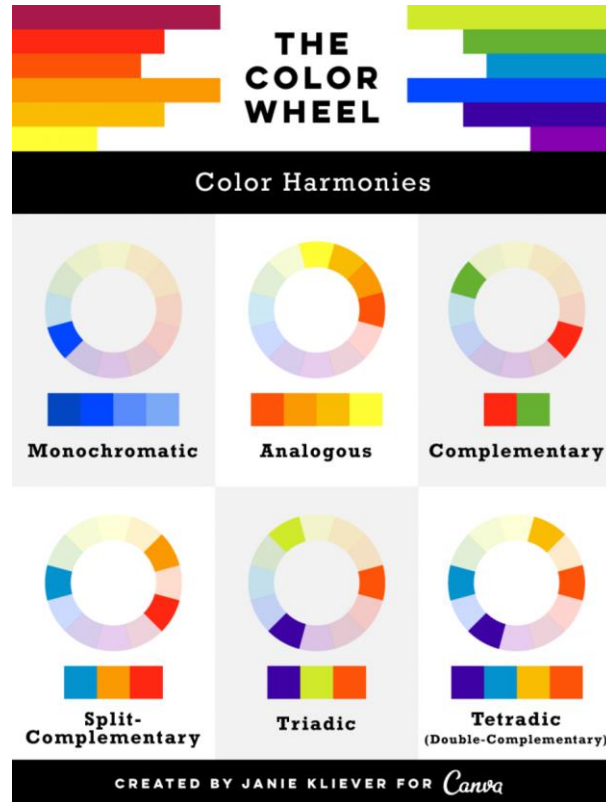 THE
COLOR
WHEEL
Color Harmonies
Monochromatic
Analogous
Complementary
Split-
Complementary
Triadic
Tetradic
(Double-Complementary)
CREATED BY JANIE KLIEVER FOR Canva